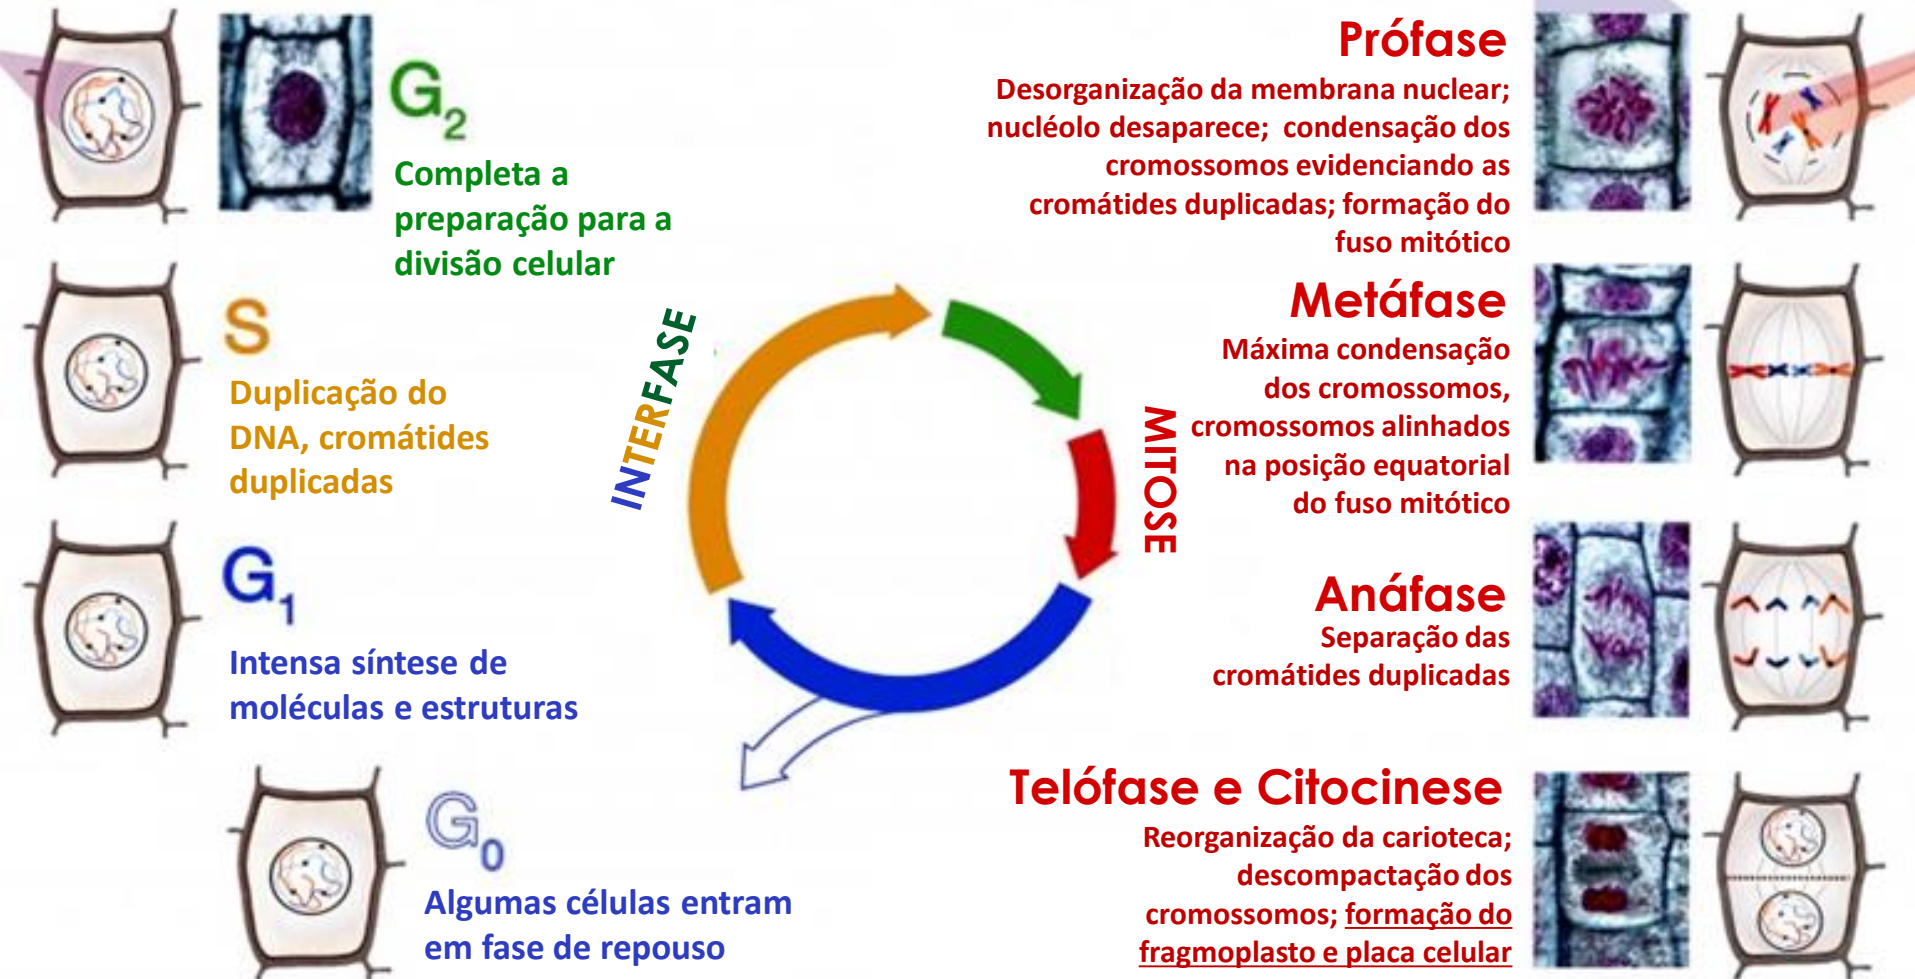 G2
Completa a
preparação para a
divisão celular
S
Duplicação do
DNA, cromátides
duplicadas
G1
Intensa síntese de
moléculas e estruturas
G0
Algumas células entram
em fase de repouso
INTERFASE
MITOSE
Prófase
Desorganização da membrana nuclear;
nucléolo desaparece; condensação dos
cromossomos evidenciando as
cromátides duplicadas; formação do
fuso mitótico
Metáfase
Máxima condensação
dos cromossomos,
cromossomos alinhados
na posição equatorial
do fuso mitótico
Anáfase
Separação das
cromátides duplicadas
Telófase e Citocinese
Reorganização da carioteca;
descompactação dos
cromossomos; formação do
fragmoplasto e placa celular